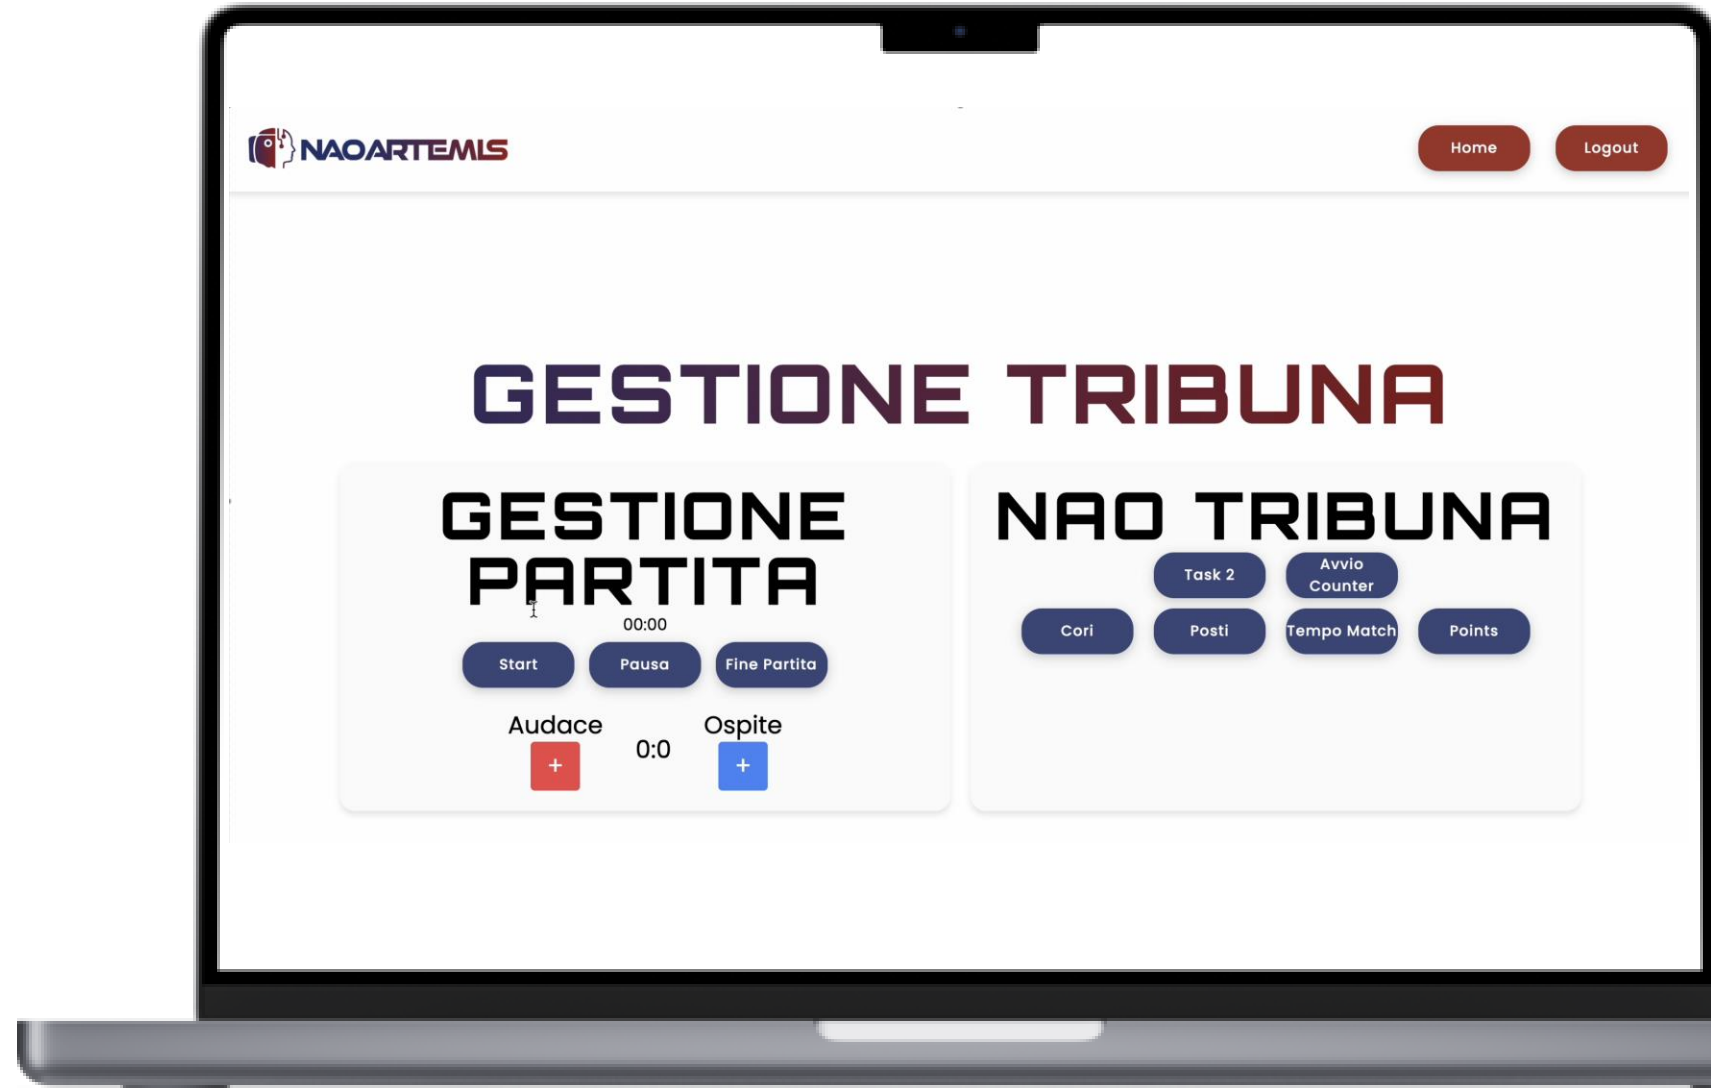 NAOARTEMIS
Home
Logout
GESTIONE TRIBUNA
GESTIONE
PARTITA
00:00
Start
Pausa
Fine Partita
Audace
Ospite
0:0
+
+
NAO TRIBUNA
Task 2
Avvio
Counter
Cori
Posti
Tempo Match
Points